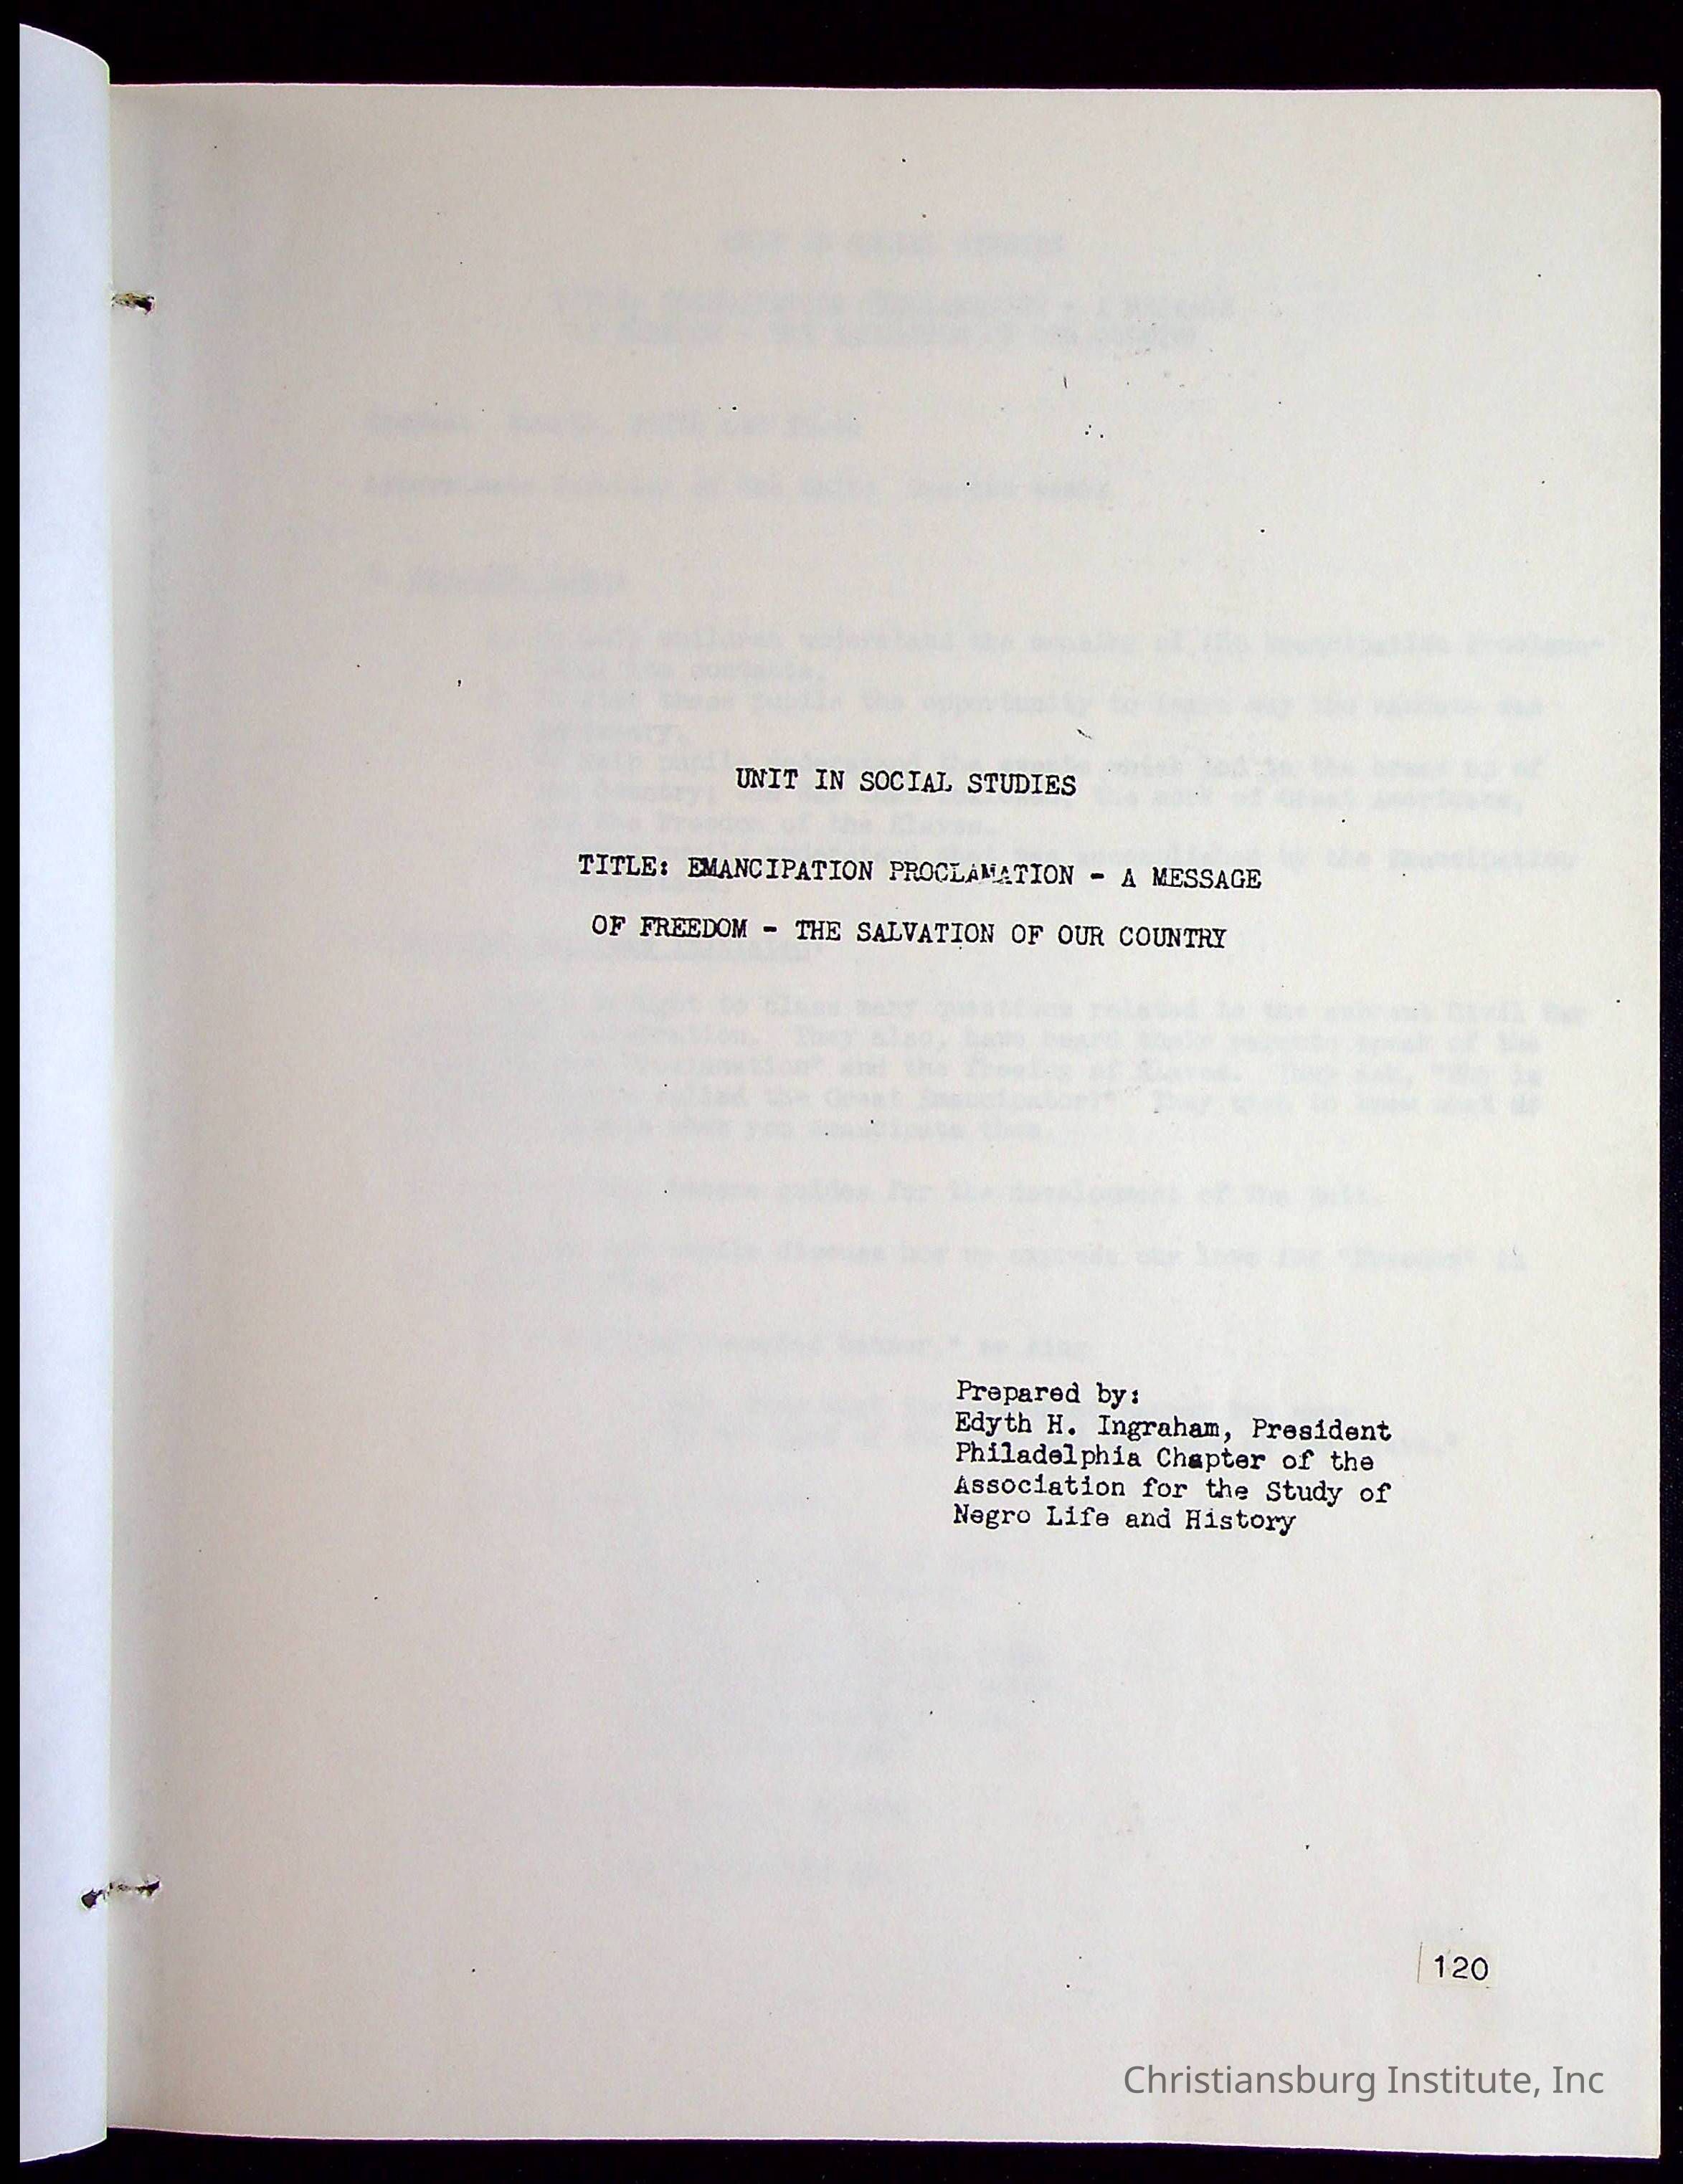 UNIT IN SOCIAL STUDIES
TITLE: EMANCIPATION PROCLAMATION - A MESSAGE
OF FREEDOM - THE SALVATION OF OUR COUNTRY
Prepared by:
Edyth H. Ingraham, President
Philadelphia Chapter of the
Association for the Study of
Negro Life and History
120
Christiansburg Institute, Inc